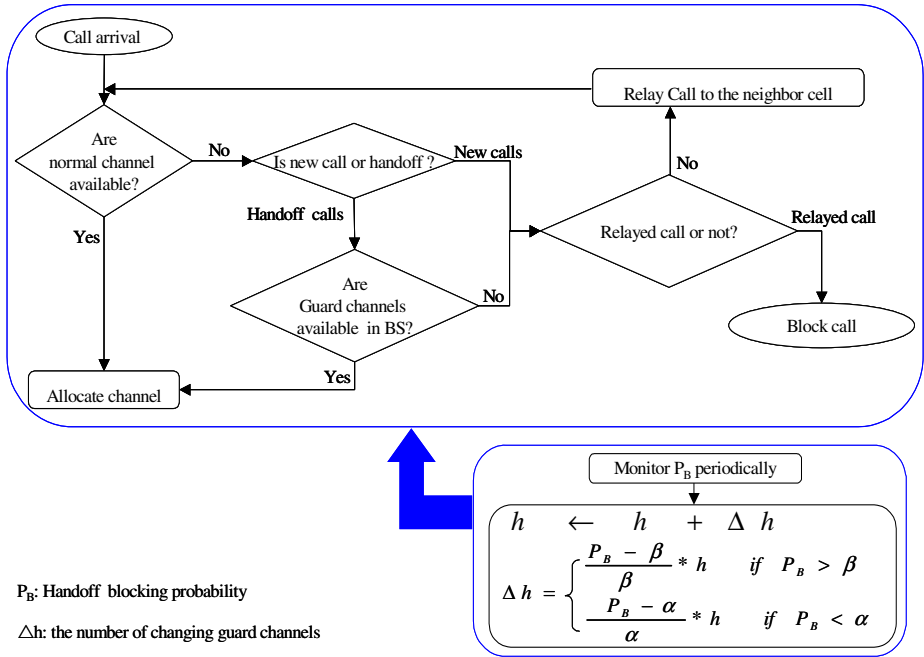 Call arrival
Relay Call to the neighbor cell
Are
normal channel
available?
No
Is new call or handoff ?
New calls
No
Handoff calls
Yes
Relayed call or not?
Relayed call
Are
Guard channels
available in BS?
No
Block call
Yes
Allocate channel
Monitor P_B periodically
h ← h + Δ h
Δ h = { (P_B − β) / β * h if P_B > β
(P_B − α) / α * h if P_B < α
P_B: Handoff blocking probability
△h: the number of changing guard channels